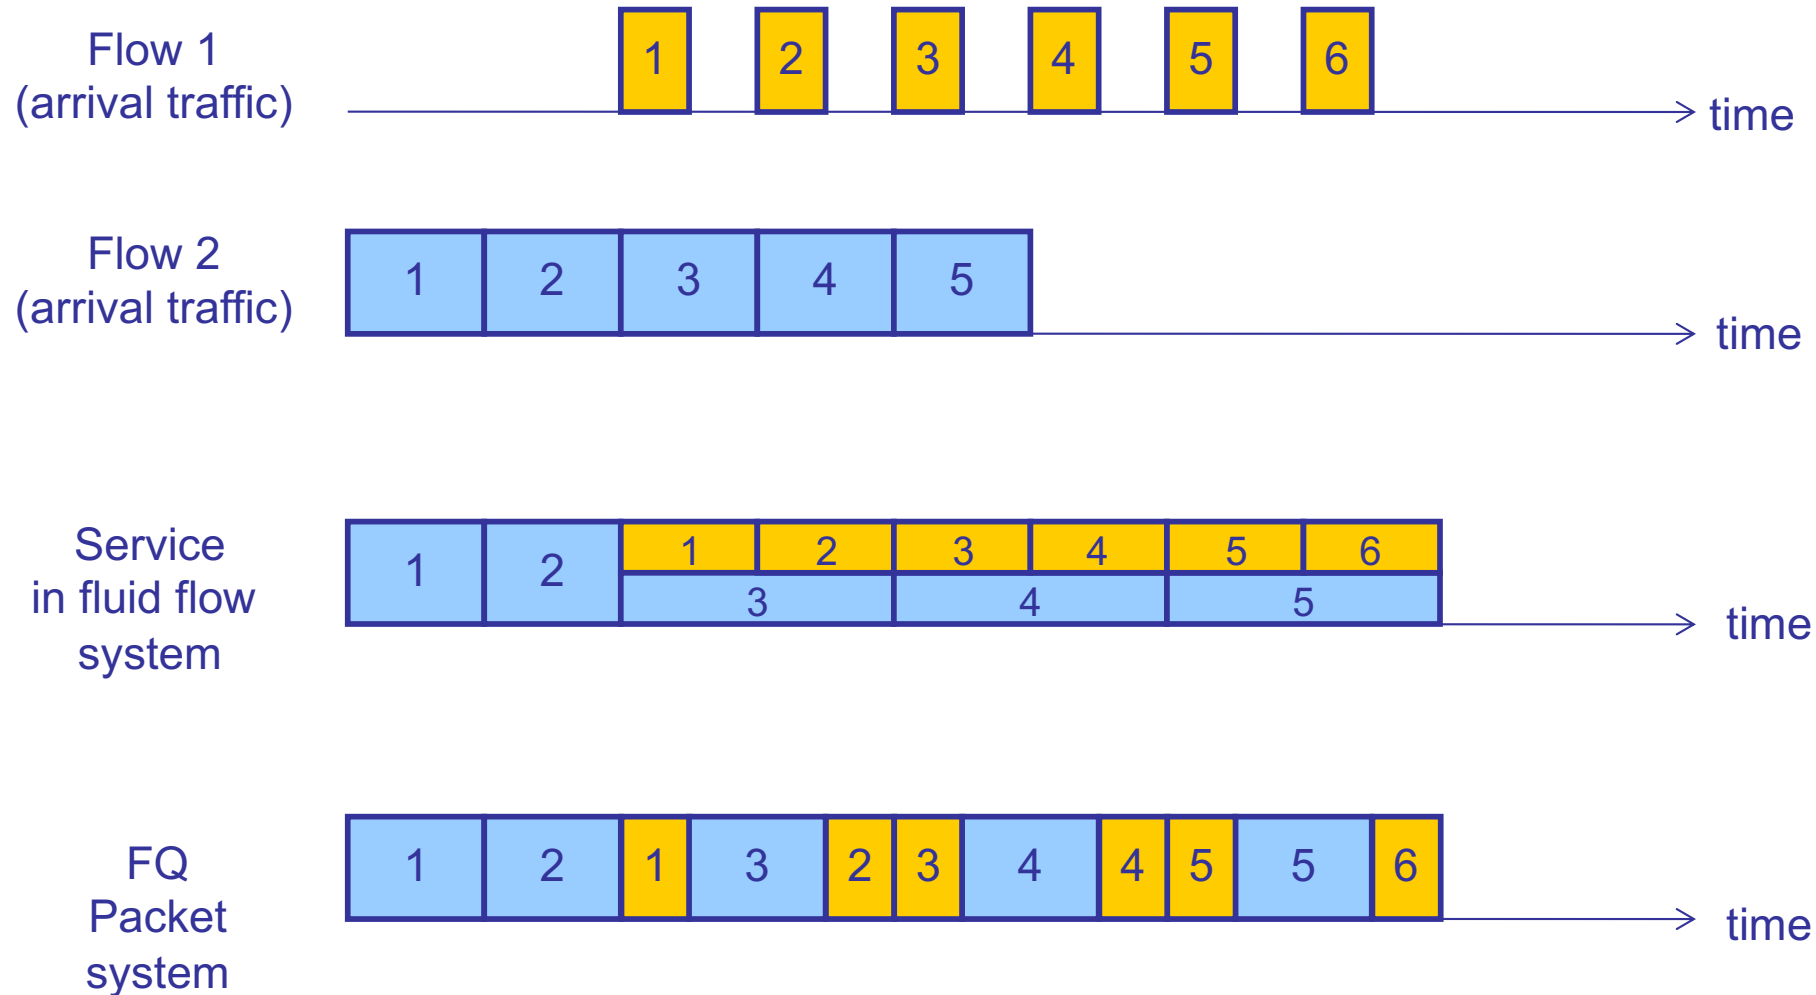 Flow 1
(arrival traffic)
1 2 3 4 5 6
time
Flow 2
(arrival traffic)
1 2 3 4 5
time
Service
in fluid flow
system
1 2 1 2 3 4 5 6
3 4 5
time
FQ
Packet
system
1 2 1 3 2 3 4 4 5 5 6
time